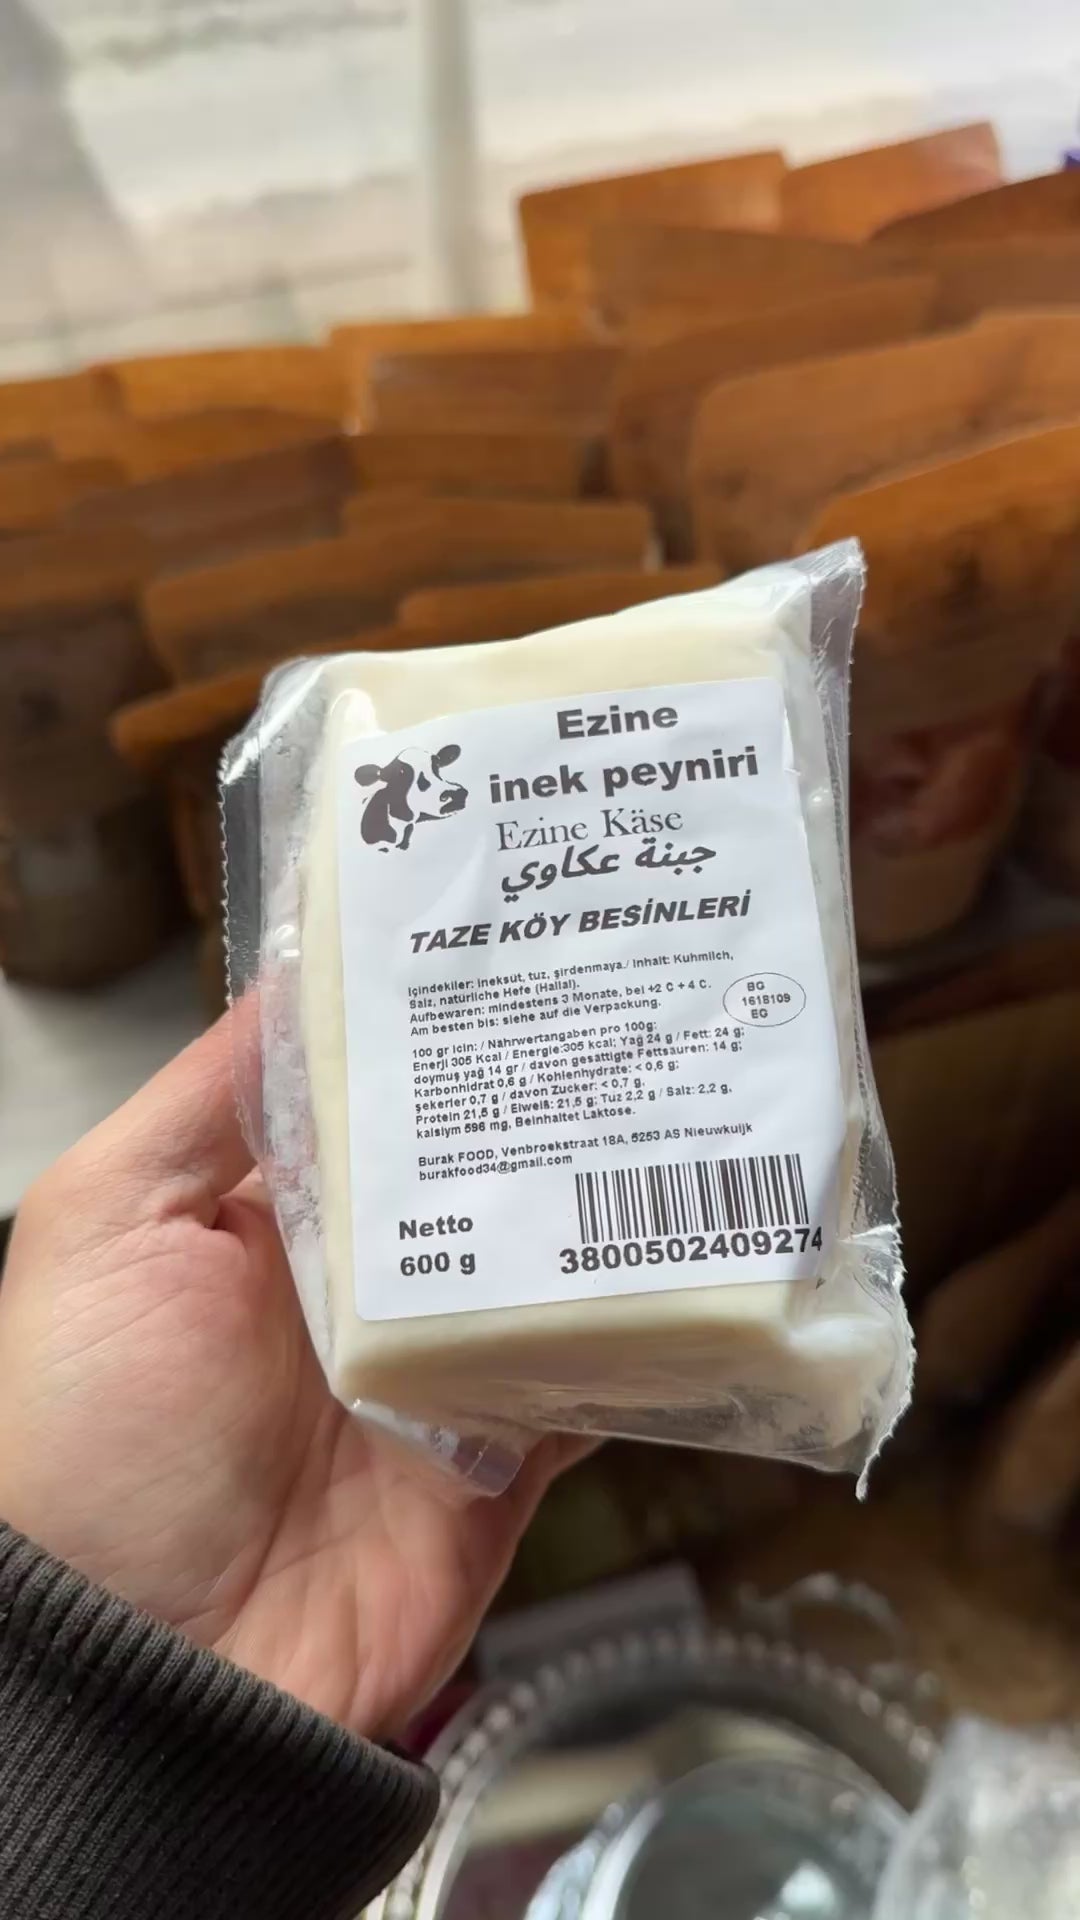 Ezine
inek peyniri
Ezine Käse
جبنة عكاوي
TAZE KÖY BESİNLERİ
Içindekiler: ineksüt, tuz, şirdenmaya./ Inhalt: Kuhmilch,
Salz, natürliche Hefe (Hallal).
Aufbewaren: mindestens 3 Monate, bei +2 C + 4 C.
Am besten bis: siehe auf die Verpackung.
BG
1618109
EG
100 gr icin: / Nährwertangaben pro 100g:
Enerji 305 Kcal / Energie:305 kcal; Yağ 24 g / Fett: 24 g;
doymuş yağ 14 gr / davon gesättigte Fettsäuren: 14 g;
Karbonhidrat 0,6 g / Kohlenhydrate: < 0,6 g;
şekerler 0,7 g / davon Zucker: < 0,7 g,
Protein 21,5 g / Eiweiß: 21,5 g; Tuz 2,2 g / Salz: 2,2 g,
kalsiym 596 mg, Beinhaltet Laktose.
Burak FOOD, Venbroekstraat 18A, 5253 AS Nieuwkuijk
burakfood34@gmail.com
Netto
600 g
3800502409274